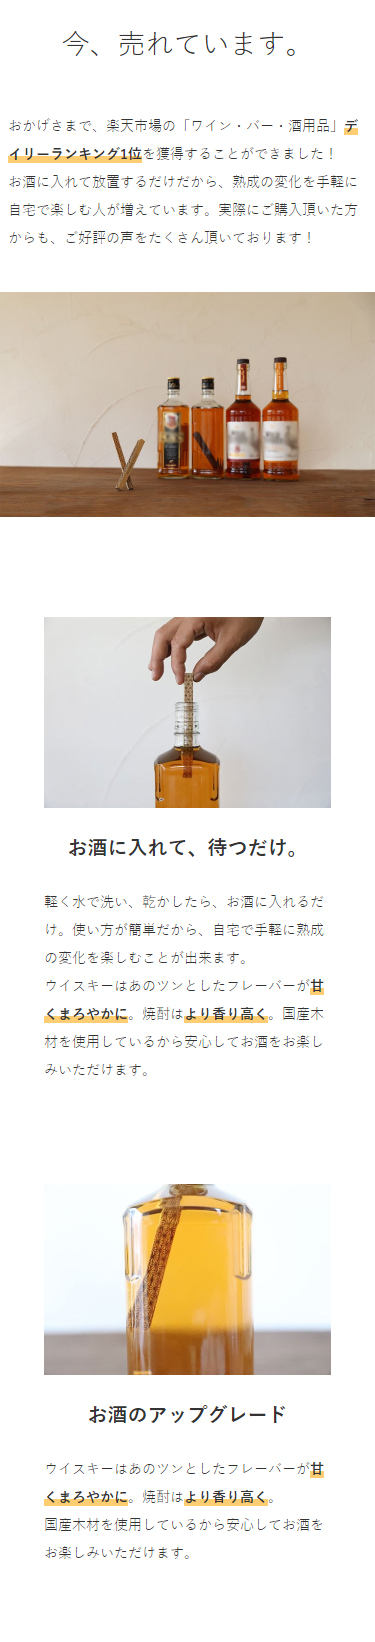 今、売れています。
おかげさまで、楽天市場の「ワイン・バー・酒用品」デ
イリーランキング1位を獲得することができました！
お酒に入れて放置するだけだから、熟成の変化を手軽に
自宅で楽しむ人が増えています。実際にご購入頂いた方
からも、ご好評の声をたくさん頂いております！
お酒に入れて、待つだけ。
軽く水で洗い、乾かしたら、お酒に入れるだ
け。使い方が簡単だから、自宅で手軽に熟成
の変化を楽しむことが出来ます。
ウイスキーはあのツンとしたフレーバーが甘
くまろやかに。焼酎はより香り高く。国産木
材を使用しているから安心してお酒をお楽し
みいただけます。
お酒のアップグレード
ウイスキーはあのツンとしたフレーバーが甘
くまろやかに。焼酎はより香り高く。
国産木材を使用しているから安心してお酒を
お楽しみいただけます。